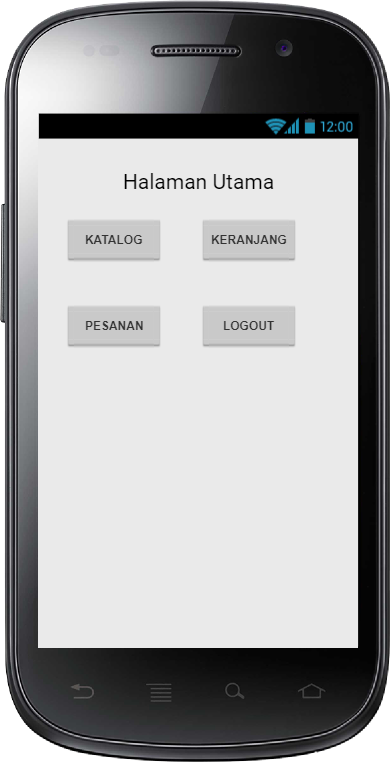 12:00
Halaman Utama
KATALOG KERANJANG
PESANAN LOGOUT